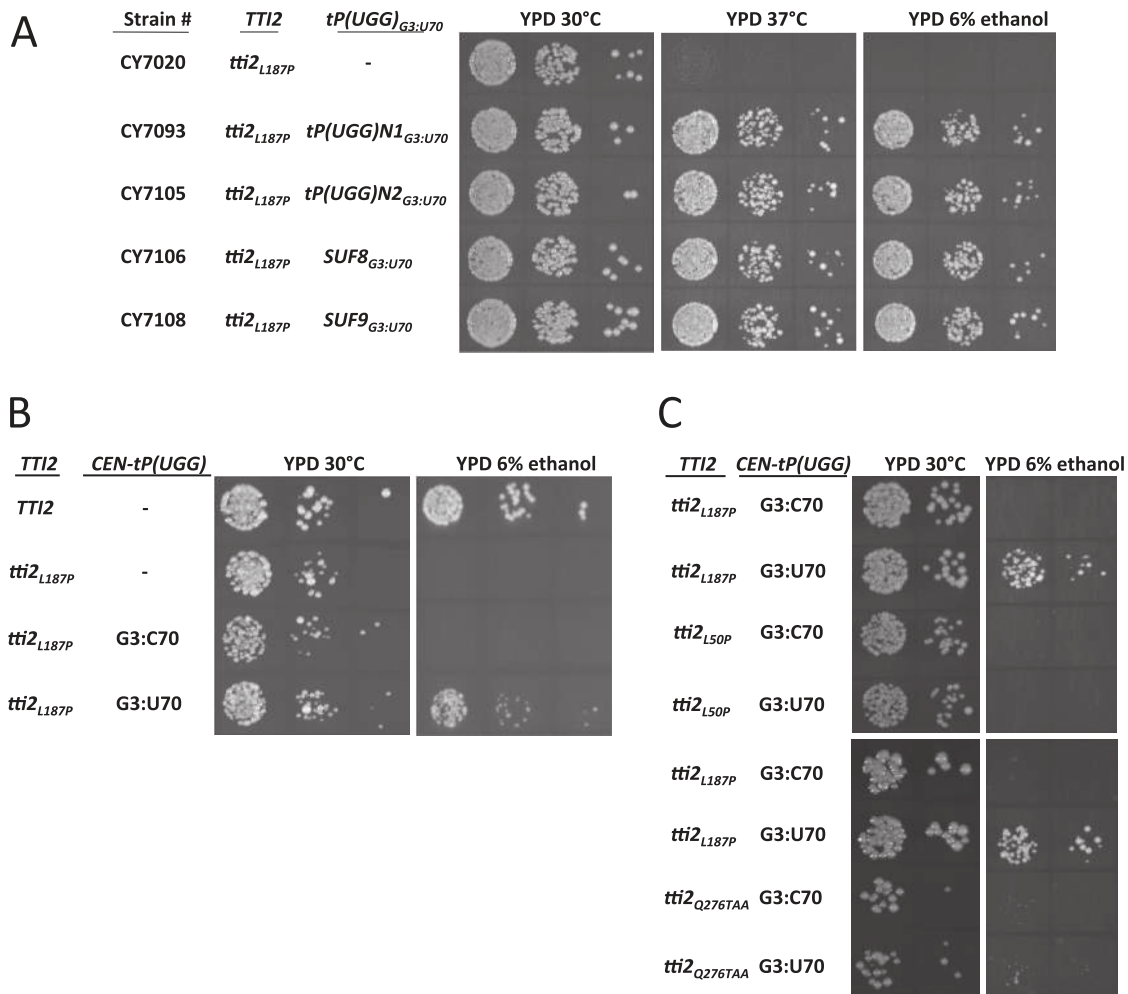 A
Strain # TTI2 tP(UGG)G3:U70 YPD 30°C YPD 37°C YPD 6% ethanol
CY7020 tti2L187P -
CY7093 tti2L187P tP(UGG)N1G3:U70
CY7105 tti2L187P tP(UGG)N2G3:U70
CY7106 tti2L187P SUF8G3:U70
CY7108 tti2L187P SUF9G3:U70
B
TTI2 CEN-tP(UGG) YPD 30°C YPD 6% ethanol
TTI2 -
tti2L187P -
tti2L187P G3:C70
tti2L187P G3:U70
C
TTI2 CEN-tP(UGG) YPD 30°C YPD 6% ethanol
tti2L187P G3:C70
tti2L187P G3:U70
tti2L50P G3:C70
tti2L50P G3:U70
tti2L187P G3:C70
tti2L187P G3:U70
tti2Q276TAA G3:C70
tti2Q276TAA G3:U70